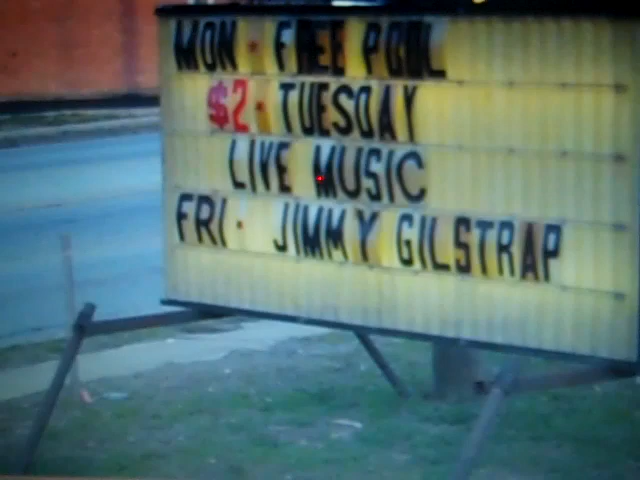 MON · FREE POOL
$2 · TUESDAY
LIVE MUSIC
FRI · JIMMY GILSTRAP